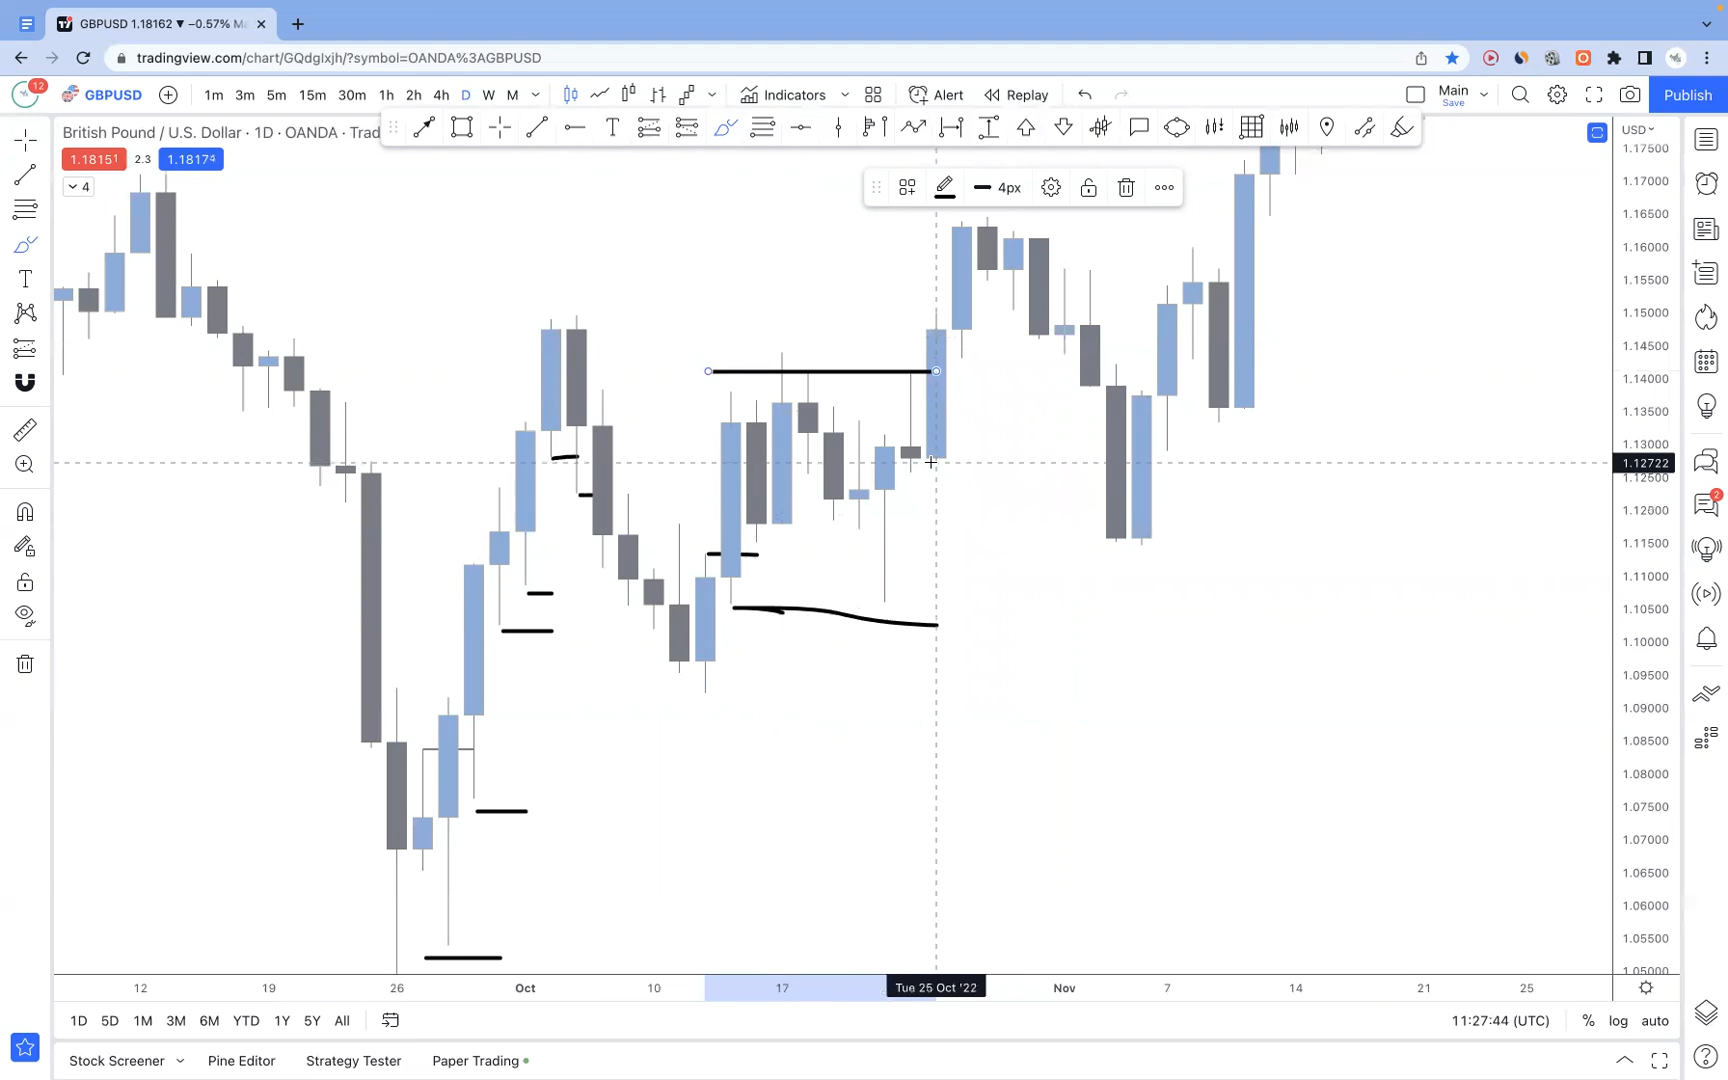 GBPUSD 1.18162 ▼ −0.57% M
tradingview.com/chart/GQdglxjh/?symbol=OANDA%3AGBPUSD
12
GBPUSD
1m 3m 5m 15m 30m 1h 2h 4h D W M
Indicators
Alert
Replay
Main
Save
Publish
British Pound / U.S. Dollar · 1D · OANDA · Trad
USD
1.18151
2.3
1.18174
4
T
T
4px
1.17500
1.17000
1.16500
1.16000
1.15500
1.15000
1.14500
1.14000
1.13500
1.13000
1.12722
1.12500
1.12000
1.11500
1.11000
1.10500
1.10000
1.09500
1.09000
1.08500
1.08000
1.07500
1.07000
1.06500
1.06000
1.05500
1.05000
2
12 19 26 Oct 10 17 Tue 25 Oct '22 Nov 7 14 21 25
1D 5D 1M 3M 6M YTD 1Y 5Y All
11:27:44 (UTC) % log auto
Stock Screener Pine Editor Strategy Tester Paper Trading